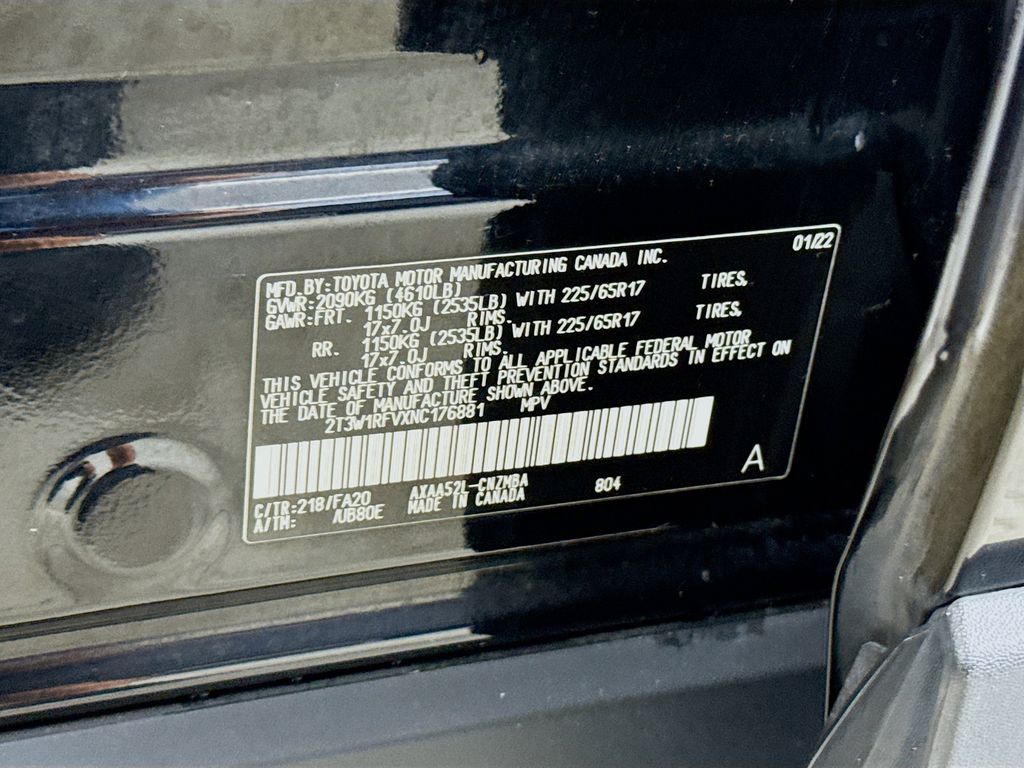 01/22
MFD. BY: TOYOTA MOTOR MANUFACTURING CANADA INC.
GVWR: 2090KG (4610LB)
GAWR: FRT. 1150KG (2535LB) WITH 225/65R17 TIRES,
17x7.0J RIMS.
RR. 1150KG (2535LB) WITH 225/65R17 TIRES,
17x7.0J RIMS.
THIS VEHICLE CONFORMS TO ALL APPLICABLE FEDERAL MOTOR
VEHICLE SAFETY AND THEFT PREVENTION STANDARDS IN EFFECT ON
THE DATE OF MANUFACTURE SHOWN ABOVE.
2T3W1RFVXNC176881 MPV
A
C/TR: 218/FA20 AXAA52L-CNZMBA 804
A/TM: /UB80E MADE IN CANADA